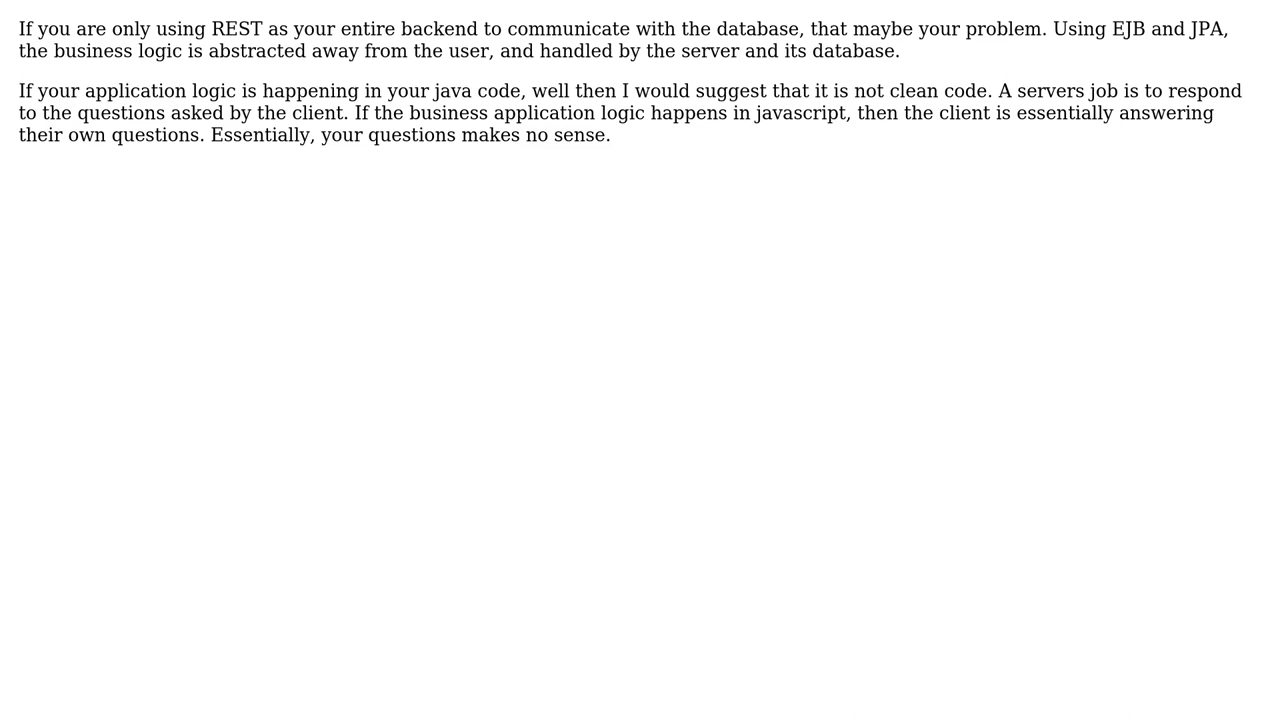 If you are only using REST as your entire backend to communicate with the database, that maybe your problem. Using EJB and JPA,
the business logic is abstracted away from the user, and handled by the server and its database.
If your application logic is happening in your java code, well then I would suggest that it is not clean code. A servers job is to respond
to the questions asked by the client. If the business application logic happens in javascript, then the client is essentially answering
their own questions. Essentially, your questions makes no sense.